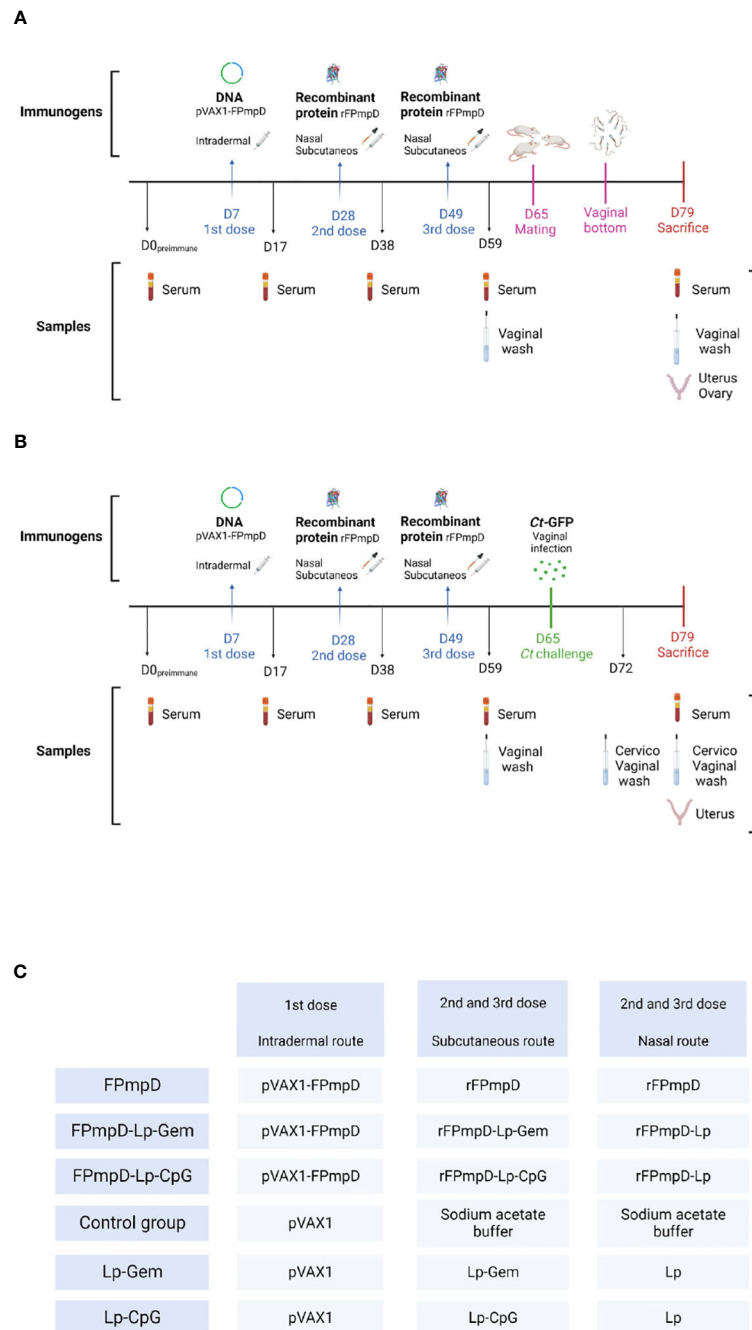 A
Immunogens
DNA
pVAX1-FPmpD
Intradermal
Recombinant
protein rFPmpD
Nasal
Subcutaneos
Recombinant
protein rFPmpD
Nasal
Subcutaneos
D0preimmune
D7
1st dose
D17
D28
2nd dose
D38
D49
3rd dose
D59
D65
Mating
Vaginal
bottom
D79
Sacrifice
Samples
Serum
Serum
Serum
Serum
Vaginal
wash
Serum
Vaginal
wash
Uterus
Ovary
B
Immunogens
DNA
pVAX1-FPmpD
Intradermal
Recombinant
protein rFPmpD
Nasal
Subcutaneos
Recombinant
protein rFPmpD
Nasal
Subcutaneos
Ct-GFP
Vaginal
infection
D0preimmune
D7
1st dose
D17
D28
2nd dose
D38
D49
3rd dose
D59
D65
Ct challenge
D72
D79
Sacrifice
Samples
Serum
Serum
Serum
Serum
Vaginal
wash
Cervico
Vaginal
wash
Serum
Cervico
Vaginal
wash
Uterus
C
1st dose
Intradermal route
2nd and 3rd dose
Subcutaneous route
2nd and 3rd dose
Nasal route
FPmpD
pVAX1-FPmpD
rFPmpD
rFPmpD
FPmpD-Lp-Gem
pVAX1-FPmpD
rFPmpD-Lp-Gem
rFPmpD-Lp
FPmpD-Lp-CpG
pVAX1-FPmpD
rFPmpD-Lp-CpG
rFPmpD-Lp
Control group
pVAX1
Sodium acetate
buffer
Sodium acetate
buffer
Lp-Gem
pVAX1
Lp-Gem
Lp
Lp-CpG
pVAX1
Lp-CpG
Lp